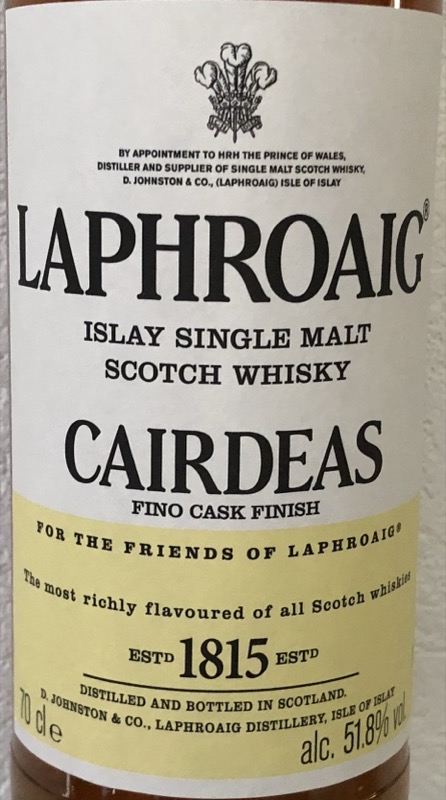 BY APPOINTMENT TO HRH THE PRINCE OF WALES,
DISTILLER AND SUPPLIER OF SINGLE MALT SCOTCH WHISKY,
D. JOHNSTON & CO., (LAPHROAIG) ISLE OF ISLAY
LAPHROAIG®
ISLAY SINGLE MALT
SCOTCH WHISKY
CAIRDEAS
FINO CASK FINISH
FOR THE FRIENDS OF LAPHROAIG®
The most richly flavoured of all Scotch whiskies
ESTD 1815 ESTD
DISTILLED AND BOTTLED IN SCOTLAND.
D. JOHNSTON & CO., LAPHROAIG DISTILLERY, ISLE OF ISLAY
70 cl e
alc. 51.8% vol.